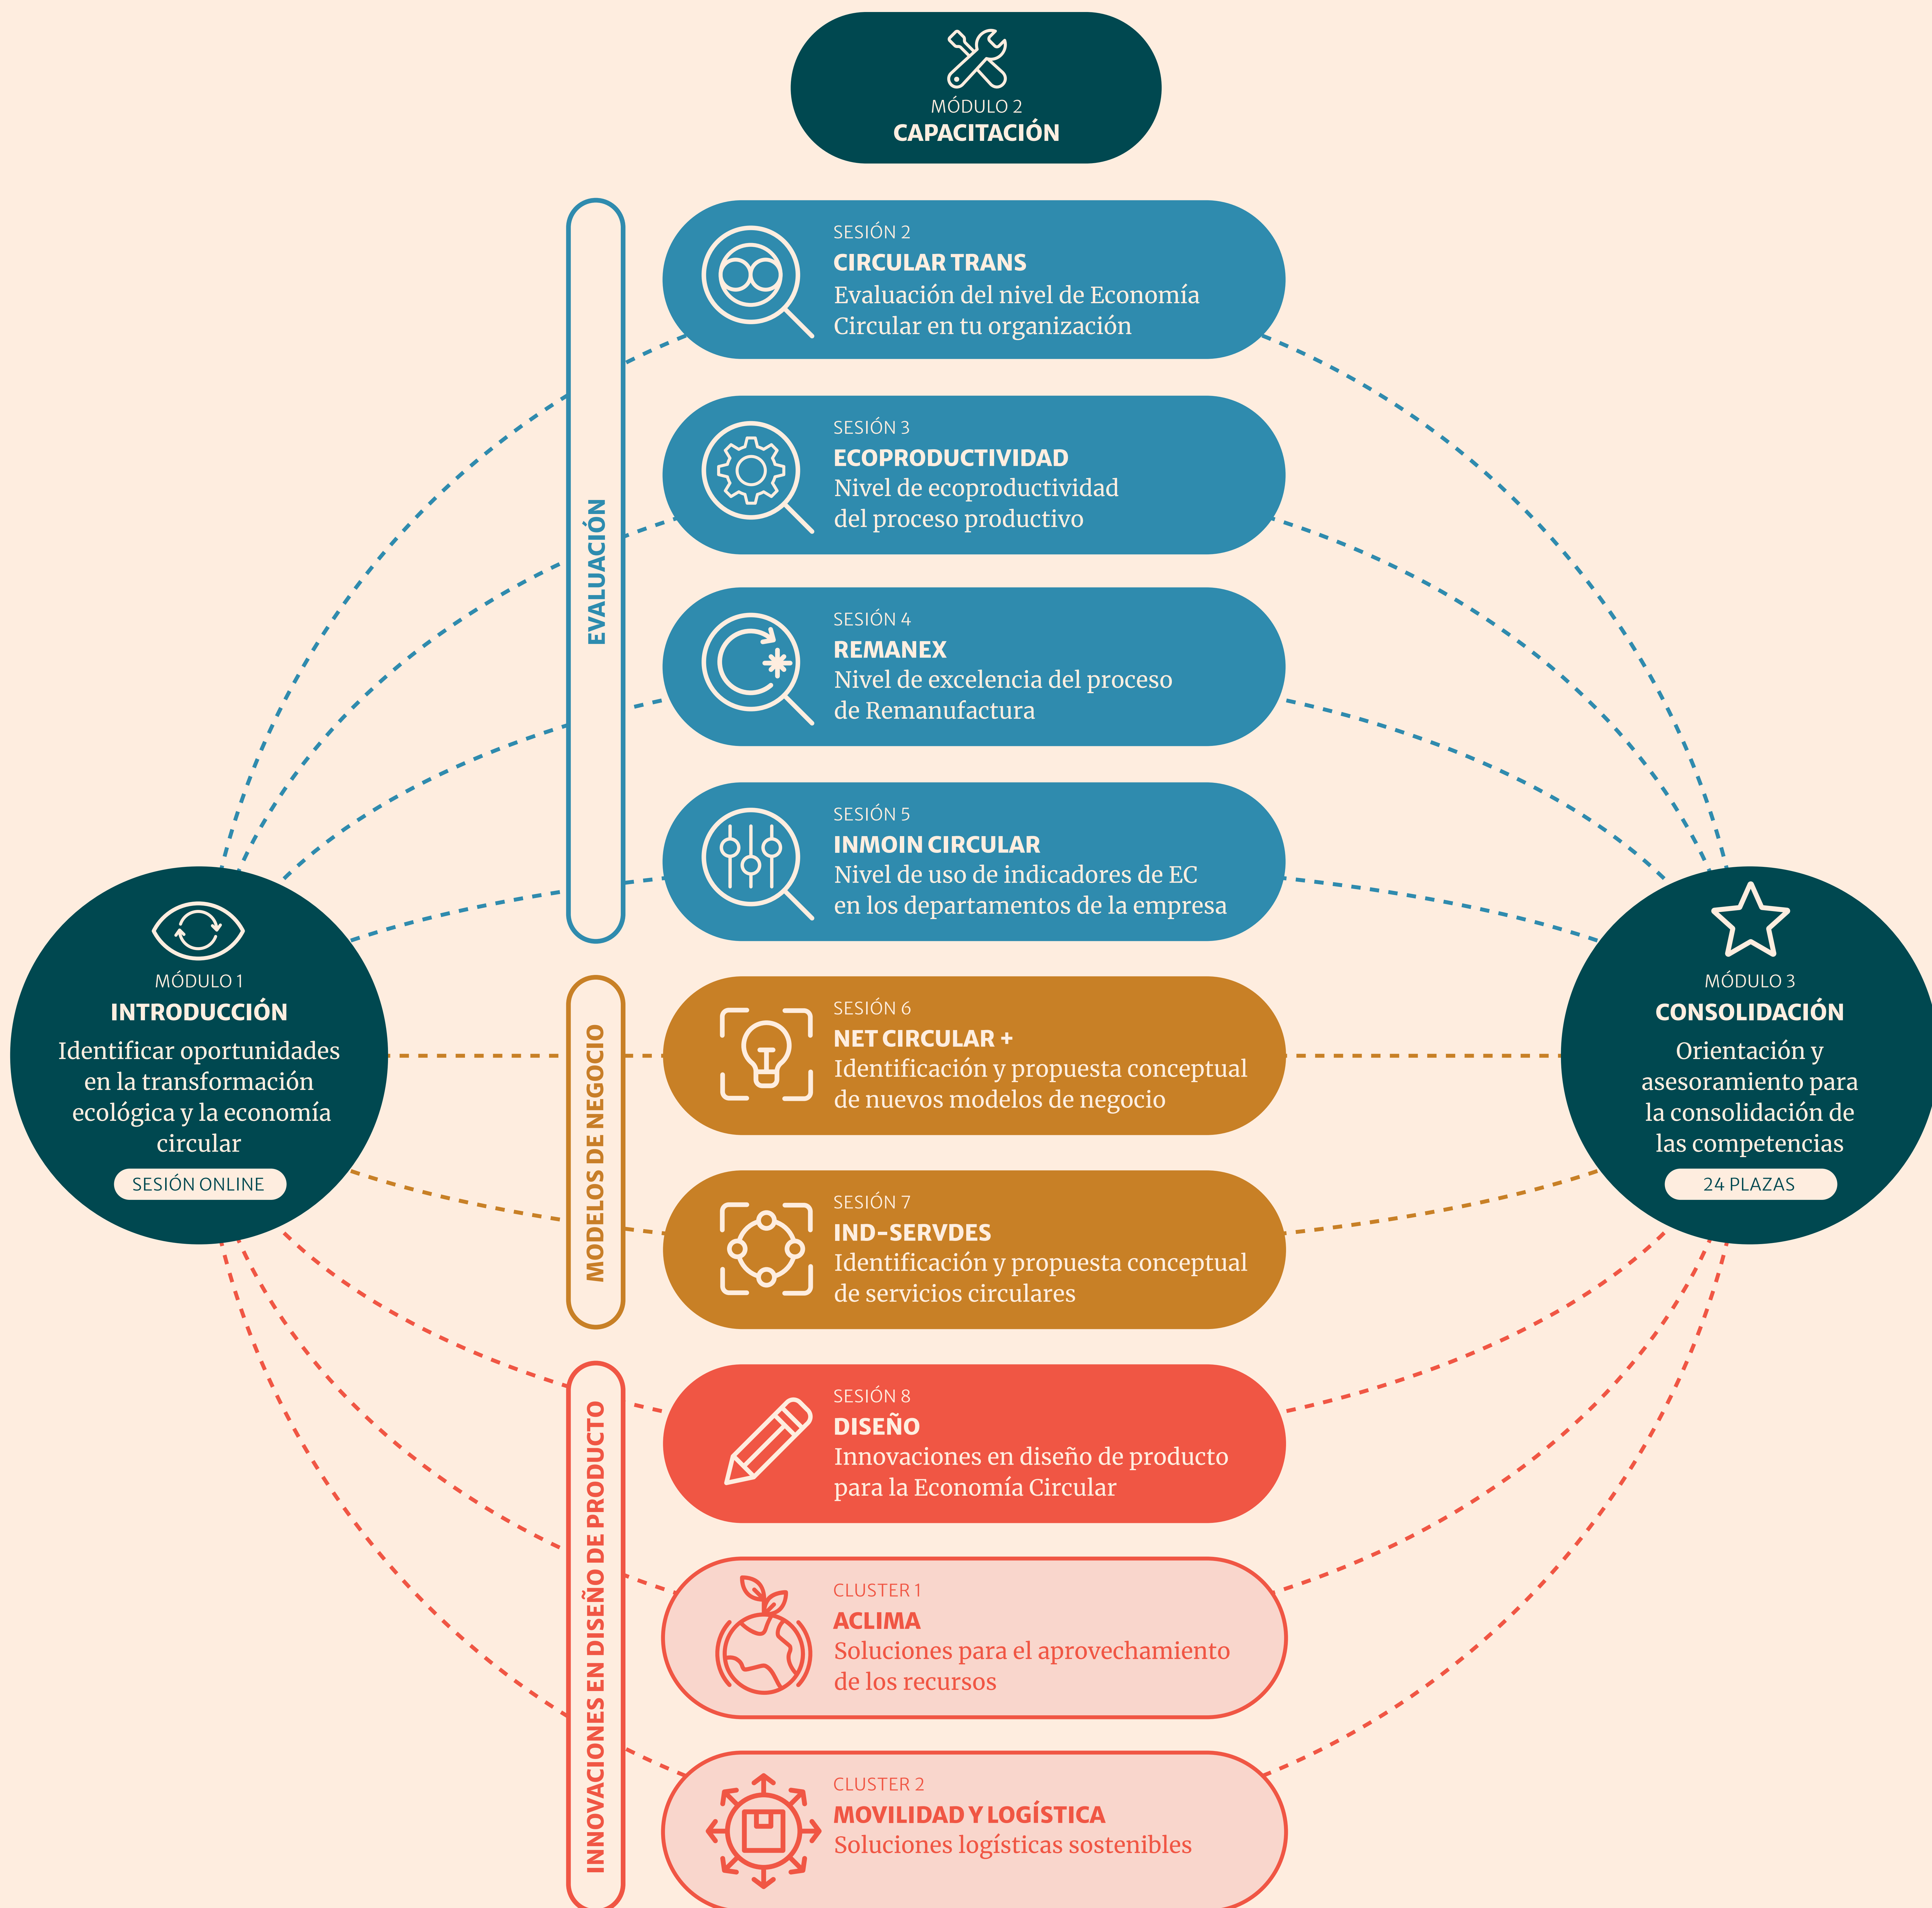 MÓDULO 2
CAPACITACIÓN
MÓDULO 1
INTRODUCCIÓN
Identificar oportunidades
en la transformación
ecológica y la economía
circular
SESIÓN ONLINE
EVALUACIÓN
SESIÓN 2
CIRCULAR TRANS
Evaluación del nivel de Economía
Circular en tu organización
SESIÓN 3
ECOPRODUCTIVIDAD
Nivel de ecoproductividad
del proceso productivo
SESIÓN 4
REMANEX
Nivel de excelencia del proceso
de Remanufactura
SESIÓN 5
INMOIN CIRCULAR
Nivel de uso de indicadores de EC
en los departamentos de la empresa
MODELOS DE NEGOCIO
SESIÓN 6
NET CIRCULAR +
Identificación y propuesta conceptual
de nuevos modelos de negocio
SESIÓN 7
IND-SERVDES
Identificación y propuesta conceptual
de servicios circulares
INNOVACIONES EN DISEÑO DE PRODUCTO
SESIÓN 8
DISEÑO
Innovaciones en diseño de producto
para la Economía Circular
CLUSTER 1
ACLIMA
Soluciones para el aprovechamiento
de los recursos
CLUSTER 2
MOVILIDAD Y LOGÍSTICA
Soluciones logísticas sostenibles
MÓDULO 3
CONSOLIDACIÓN
Orientación y
asesoramiento para
la consolidación de
las competencias
24 PLAZAS